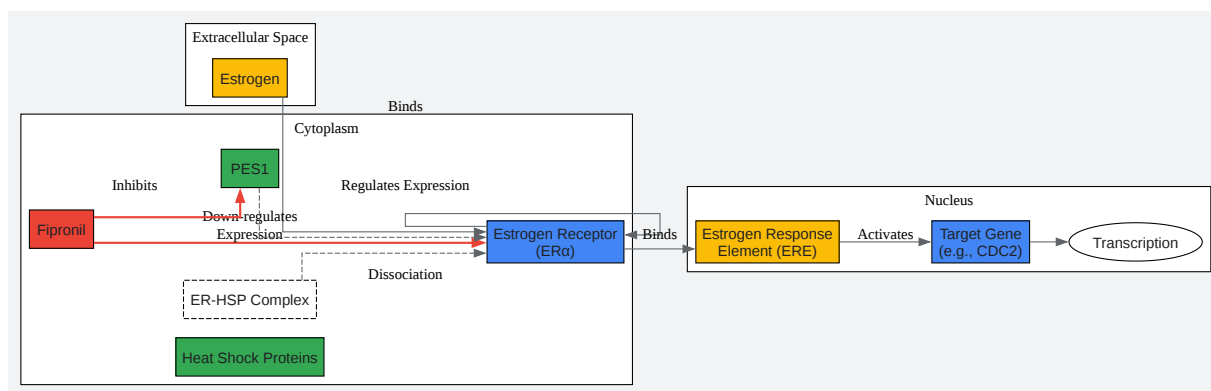 Extracellular Space
Estrogen
Binds
Cytoplasm
PES1
Inhibits
Regulates Expression
Nucleus
Fipronil
Down-regulates
Expression
Estrogen Receptor
(ERα)
Binds
Estrogen Response
Element (ERE)
Activates
Target Gene
(e.g., CDC2)
Transcription
Dissociation
ER-HSP Complex
Heat Shock Proteins